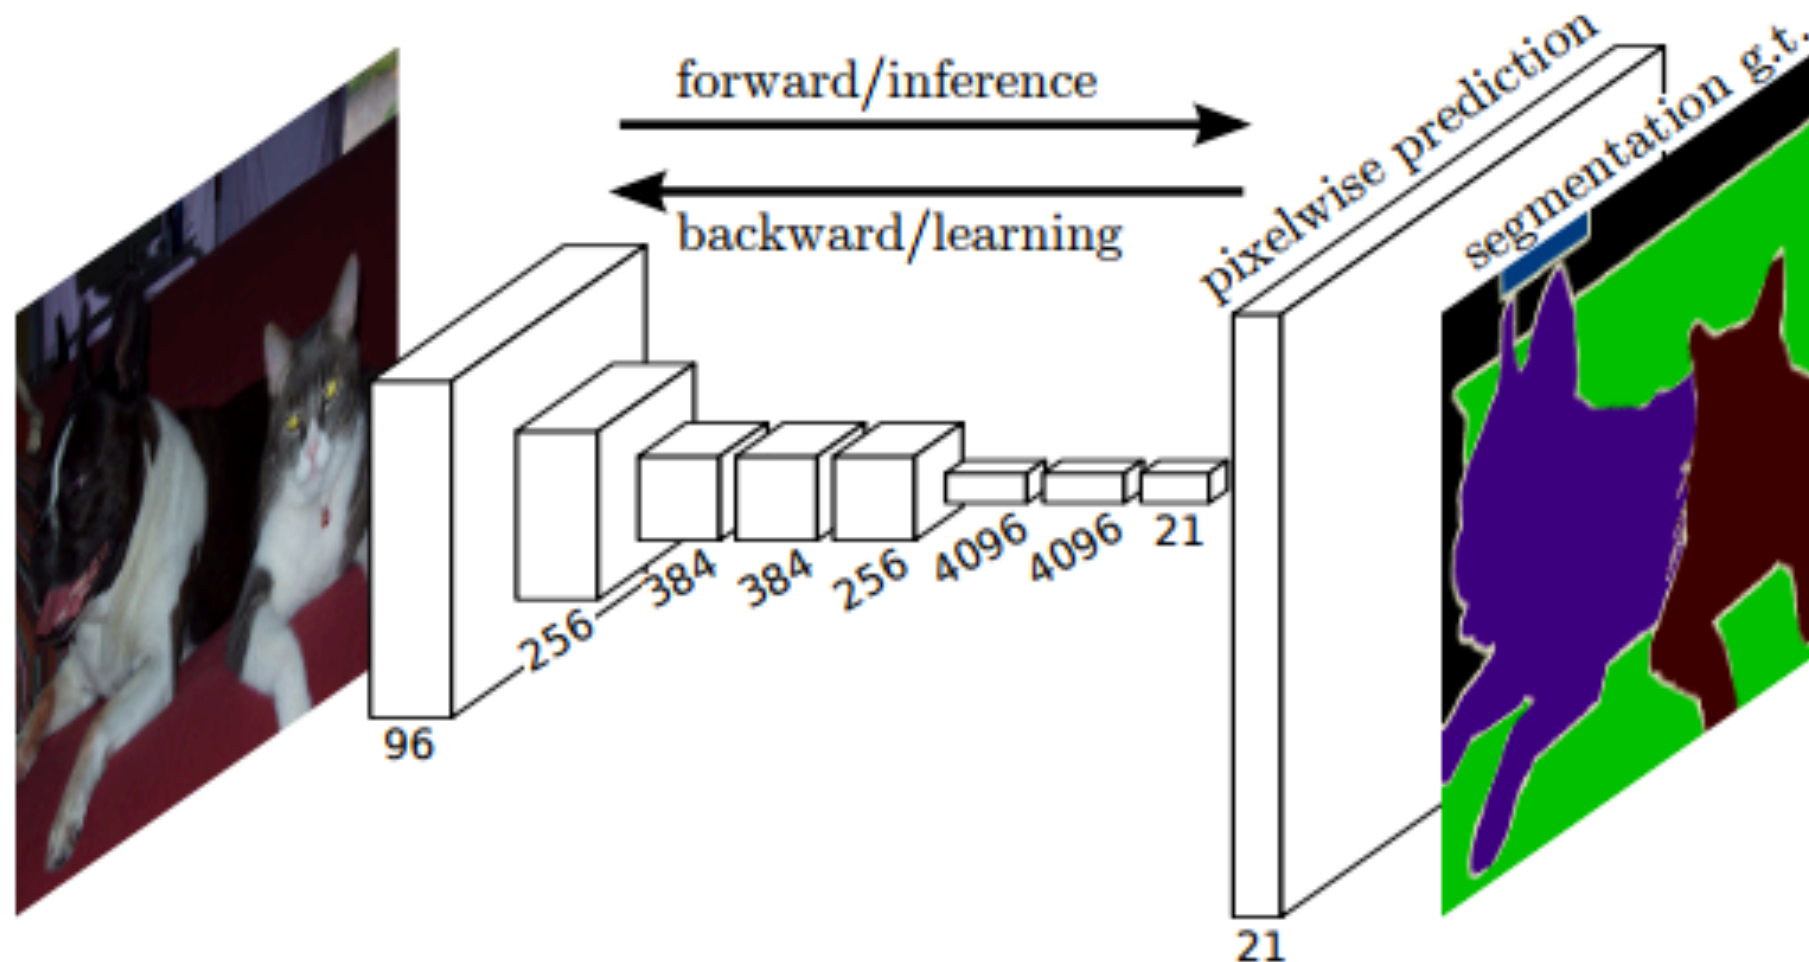 forward/inference
backward/learning
pixelwise prediction
segmentation g.t.
96
256
384
384
256
4096
4096
21
21